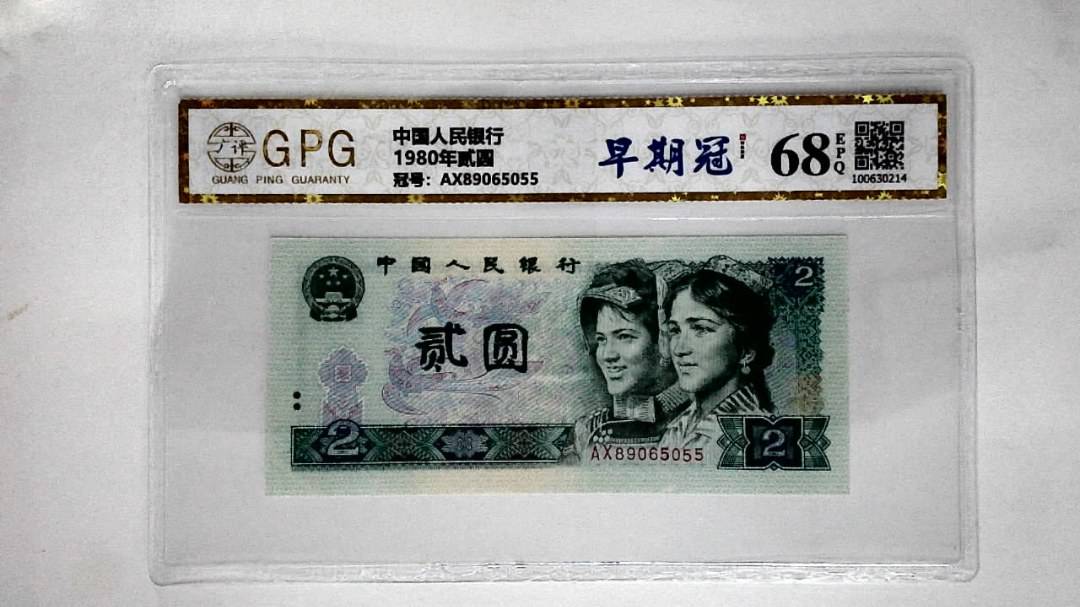 广评
GPG
GUANG PING GUARANTY
中国人民银行
1980年贰圆
冠号：AX89065055
早期冠
68
EPQ
100630214
中国人民银行
2
贰圆
2
AX89065055
2